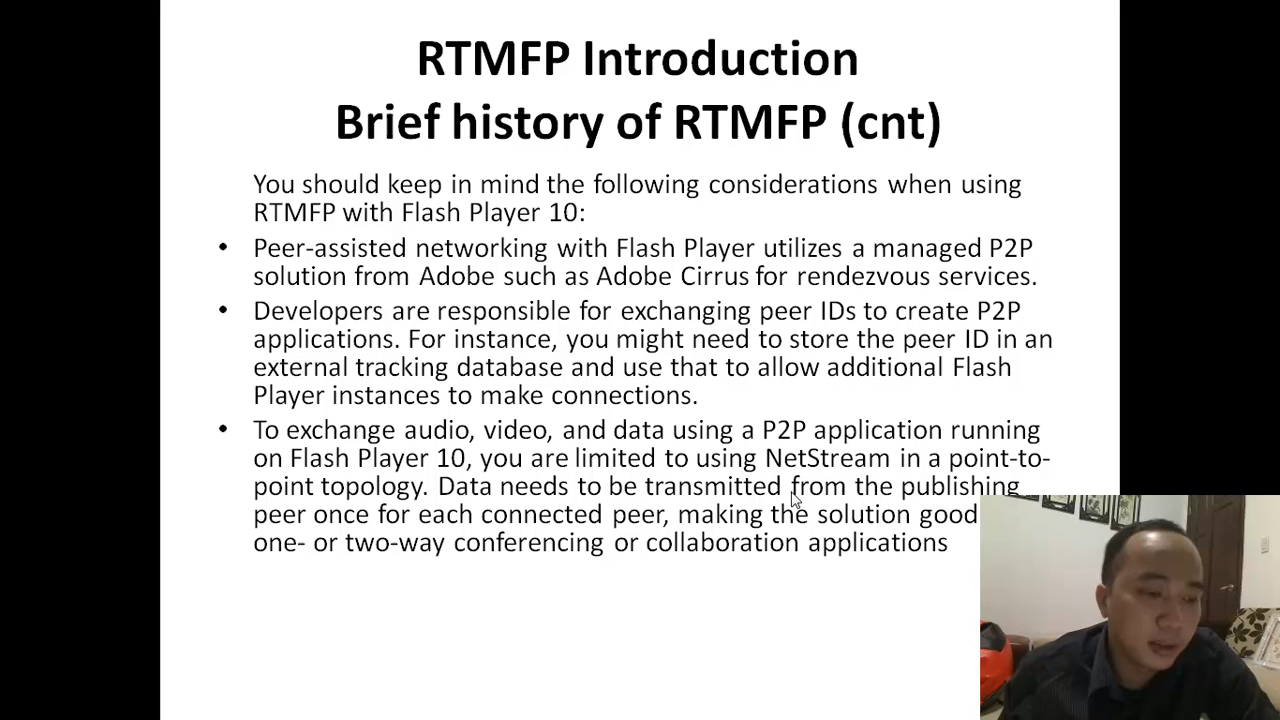 RTMFP Introduction
Brief history of RTMFP (cnt)
You should keep in mind the following considerations when using
RTMFP with Flash Player 10:
• Peer-assisted networking with Flash Player utilizes a managed P2P
solution from Adobe such as Adobe Cirrus for rendezvous services.
• Developers are responsible for exchanging peer IDs to create P2P
applications. For instance, you might need to store the peer ID in an
external tracking database and use that to allow additional Flash
Player instances to make connections.
• To exchange audio, video, and data using a P2P application running
on Flash Player 10, you are limited to using NetStream in a point-to-
point topology. Data needs to be transmitted from the publishing
peer once for each connected peer, making the solution good
one- or two-way conferencing or collaboration applications